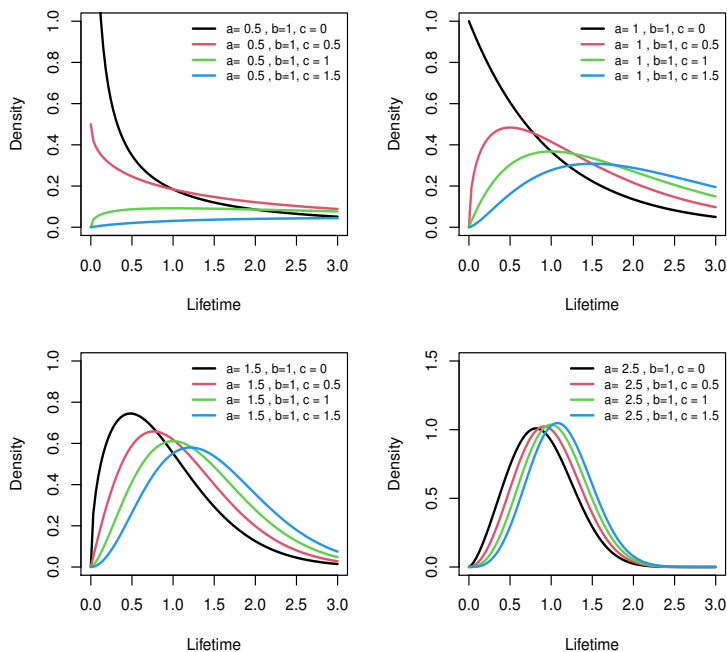 a= 0.5 , b=1, c = 0
a= 0.5 , b=1, c = 0.5
a= 0.5 , b=1, c = 1
a= 0.5 , b=1, c = 1.5
Density
0.0 0.2 0.4 0.6 0.8 1.0
0.0 0.5 1.0 1.5 2.0 2.5 3.0
Lifetime
a= 1 , b=1, c = 0
a= 1 , b=1, c = 0.5
a= 1 , b=1, c = 1
a= 1 , b=1, c = 1.5
Density
0.0 0.2 0.4 0.6 0.8 1.0
0.0 0.5 1.0 1.5 2.0 2.5 3.0
Lifetime
a= 1.5 , b=1, c = 0
a= 1.5 , b=1, c = 0.5
a= 1.5 , b=1, c = 1
a= 1.5 , b=1, c = 1.5
Density
0.0 0.2 0.4 0.6 0.8 1.0
0.0 0.5 1.0 1.5 2.0 2.5 3.0
Lifetime
a= 2.5 , b=1, c = 0
a= 2.5 , b=1, c = 0.5
a= 2.5 , b=1, c = 1
a= 2.5 , b=1, c = 1.5
Density
0.0 0.5 1.0 1.5
0.0 0.5 1.0 1.5 2.0 2.5 3.0
Lifetime